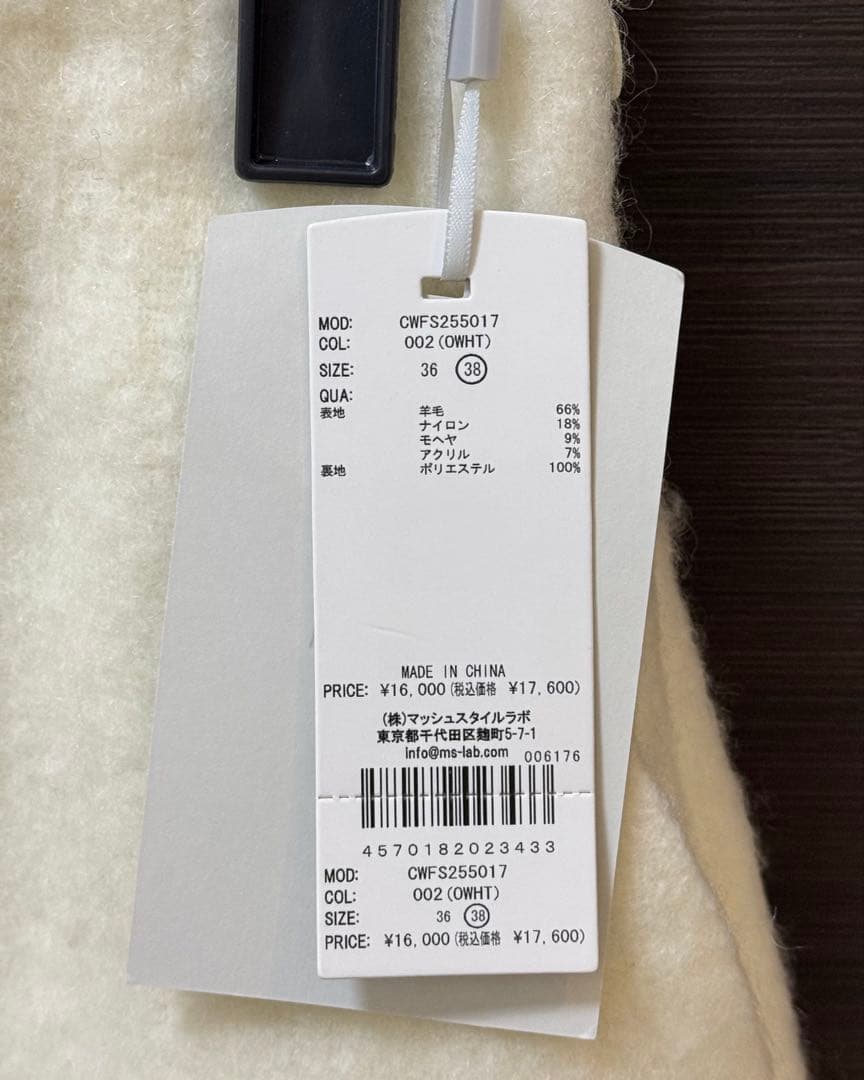 MOD: CWFS255017
COL: 002(OWHT)
SIZE: 36 38
QUA:
表地 羊毛 66%
ナイロン 18%
モヘヤ 9%
アクリル 7%
裏地 ポリエステル 100%
MADE IN CHINA
PRICE: ¥16,000(税込価格 ¥17,600)
(株)マッシュスタイルラボ
東京都千代田区麹町5-7-1
info@ms-lab.com
006176
4570182023433
MOD: CWFS255017
COL: 002(OWHT)
SIZE: 36 38
PRICE: ¥16,000(税込価格 ¥17,600)